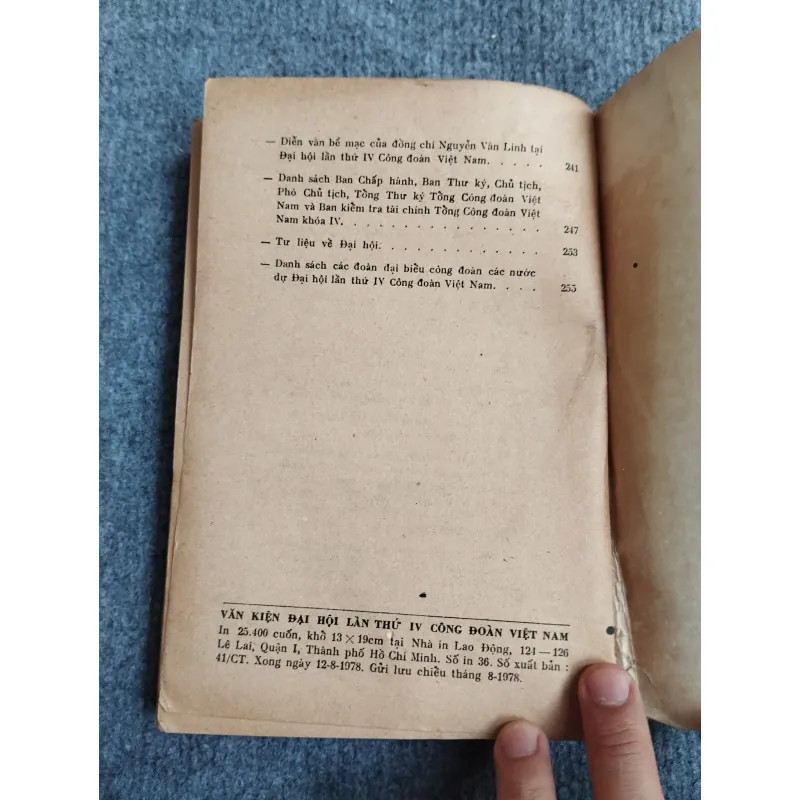 — Diễn văn bế mạc của đồng chí Nguyễn Văn Linh tại
Đại hội lần thứ IV Công đoàn Việt Nam. . . . . 241
— Danh sách Ban Chấp hành, Ban Thư ký, Chủ tịch,
Phó Chủ tịch, Tổng Thư ký Tổng Công đoàn Việt
Nam và Ban kiểm tra tài chính Tổng Công đoàn Việt
Nam khóa IV. . . . . . . . . . . . . . . 247
— Tư liệu về Đại hội. . . . . . . . . . . . . 253
— Danh sách các đoàn đại biểu công đoàn các nước
dự Đại hội lần thứ IV Công đoàn Việt Nam. . . . 255
VĂN KIỆN ĐẠI HỘI LẦN THỨ IV CÔNG ĐOÀN VIỆT NAM
In 25.400 cuốn, khổ 13 × 19cm tại Nhà in Lao Động, 124 — 126
Lê Lai, Quận I, Thành phố Hồ Chí Minh. Số in 36. Số xuất bản :
41/CT. Xong ngày 12-8-1978. Gửi lưu chiểu tháng 8-1978.